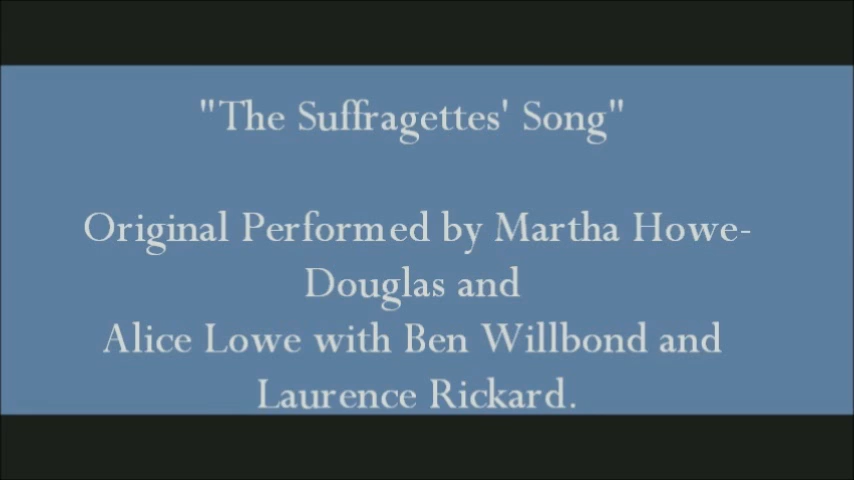 "The Suffragettes' Song"
Original Performed by Martha Howe-
Douglas and
Alice Lowe with Ben Willbond and
Laurence Rickard.